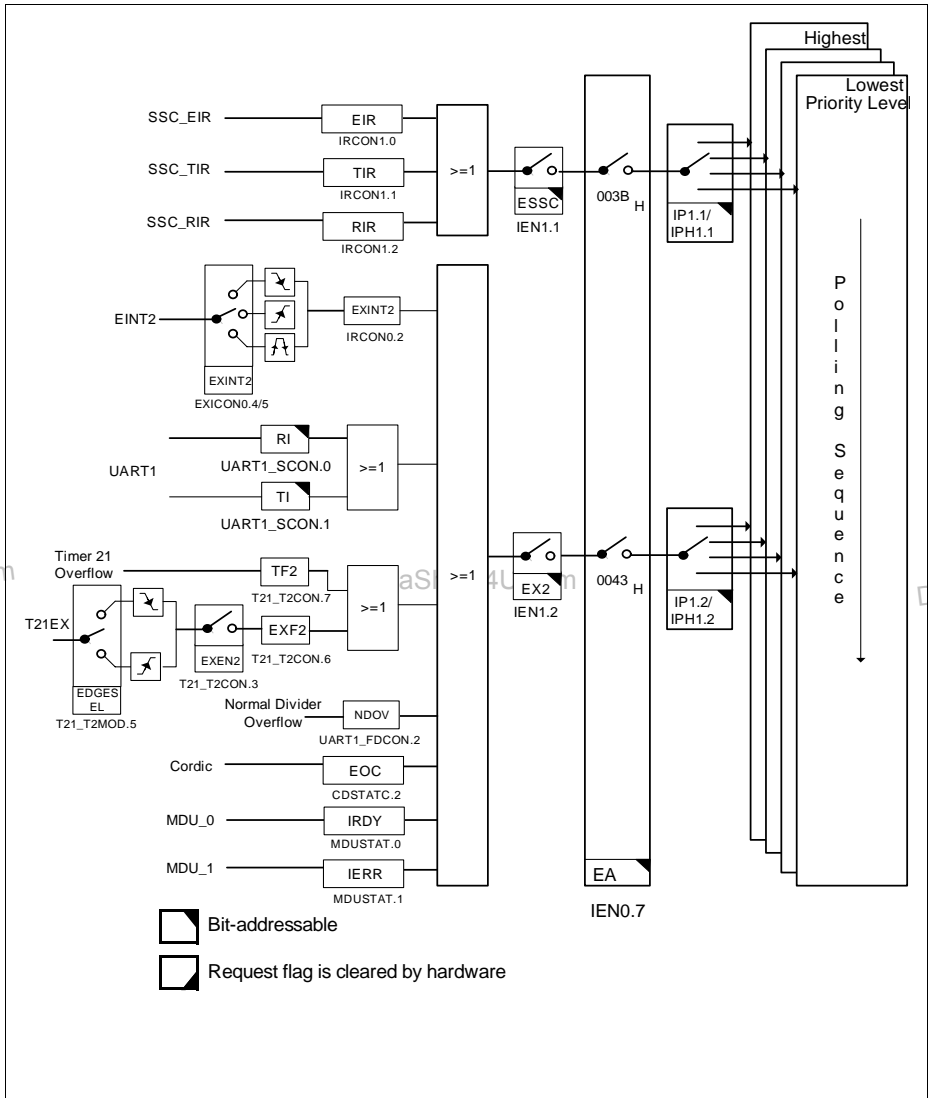 Highest
Lowest
Priority Level
SSC_EIR
EIR
IRCON1.0
SSC_TIR
TIR
IRCON1.1
SSC_RIR
RIR
IRCON1.2
>=1
ESSC
IEN1.1
003B H
IP1.1/
IPH1.1
EINT2
EXINT2
EXICON0.4/5
EXINT2
IRCON0.2
UART1
RI
UART1_SCON.0
TI
UART1_SCON.1
>=1
Timer 21
Overflow
TF2
T21_T2CON.7
T21EX
EDGES
EL
T21_T2MOD.5
EXEN2
T21_T2CON.3
EXF2
T21_T2CON.6
>=1
Normal Divider
Overflow
NDOV
UART1_FDCON.2
Cordic
EOC
CDSTATC.2
MDU_0
IRDY
MDUSTAT.0
MDU_1
IERR
MDUSTAT.1
>=1
EX2
IEN1.2
0043 H
IP1.2/
IPH1.2
EA
IEN0.7
Polling Sequence
Bit-addressable
Request flag is cleared by hardware